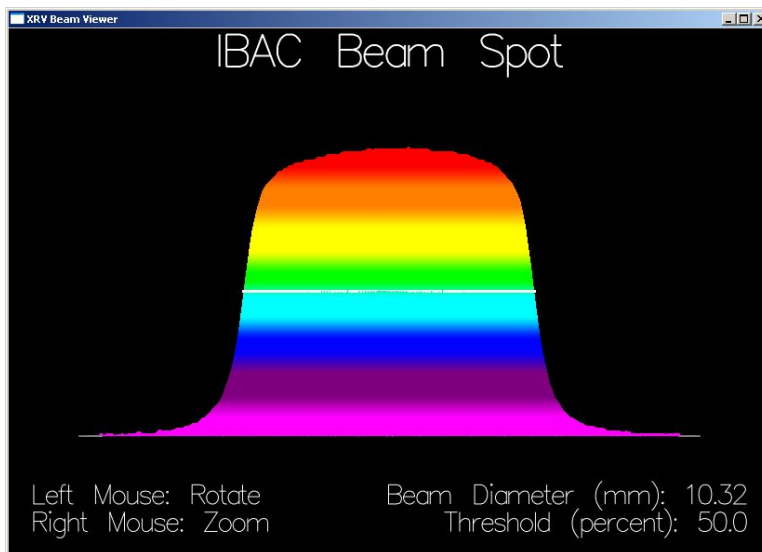 XRV Beam Viewer
IBAC Beam Spot
Left Mouse: Rotate
Right Mouse: Zoom
Beam Diameter (mm): 10.32
Threshold (percent): 50.0